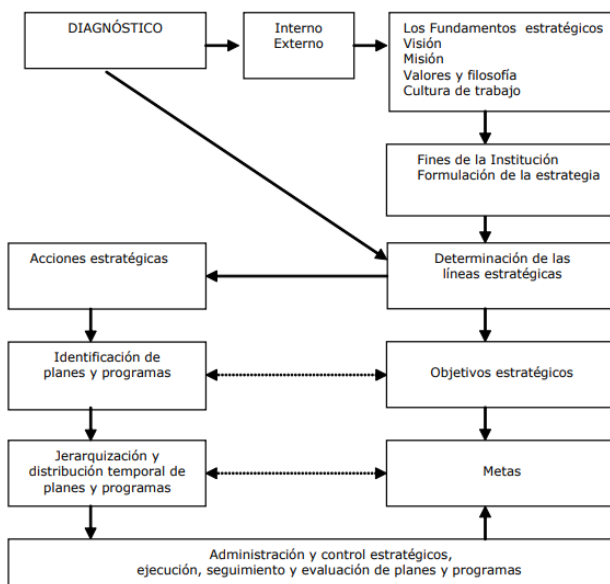 DIAGNÓSTICO
Interno
Externo
Los Fundamentos estratégicos
Visión
Misión
Valores y filosofía
Cultura de trabajo
Fines de la Institución
Formulación de la estrategia
Acciones estratégicas
Determinación de las
líneas estratégicas
Identificación de
planes y programas
Objetivos estratégicos
Jerarquización y
distribución temporal de
planes y programas
Metas
Administración y control estratégicos,
ejecución, seguimiento y evaluación de planes y programas